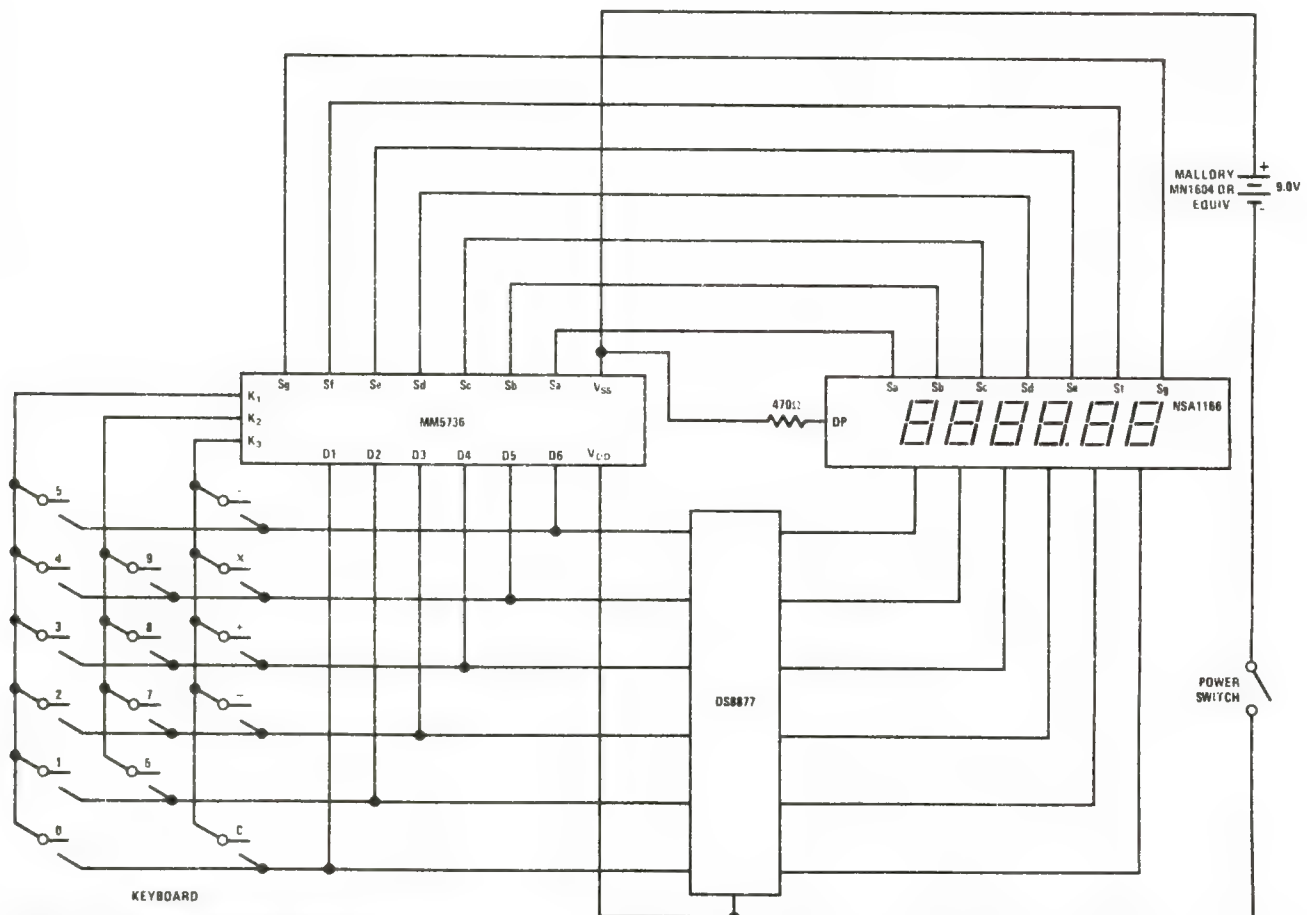 MALLORY
MN1604 OR
EQUIV
+
9.0V
-
Sg Sf Se Sd Sc Sb Sa VSS
Sa Sb Sc Sd Se Sf Sg
K1
K2
K3
MM5736
470Ω
DP
NSA1166
888888
D1 D2 D3 D4 D5 D6 VDD
5
4 9 X
3 8 +
2 7 -
1 6
0 C
DS8877
POWER
SWITCH
KEYBOARD